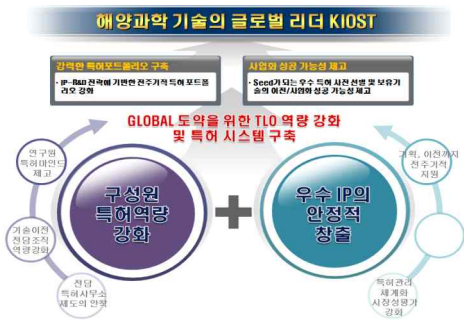 해양과학 기술의 글로벌 리더 KIOST
강력한 특허포트폴리오 구축
• IP-R&D 전략에 기반한 전주기적 특허 포트폴
리오 강화
사업화 성공 가능성 제고
• Seed가 되는 우수 특허 사전 선별 및 보유기
술의 이전/사업화 성공 가능성 제고
GLOBAL 도약을 위한 TLO 역량 강화
및 특허 시스템 구축
연구원
특허마인드
제고
기술이전
전담조직
역량강화
전담
특허사무소
제도의 안착
구성원
특허역량
강화
+
우수 IP의
안정적
창출
기획, 이전까지
전주기적
지원
특허관리
체계화
시장성평가
강화